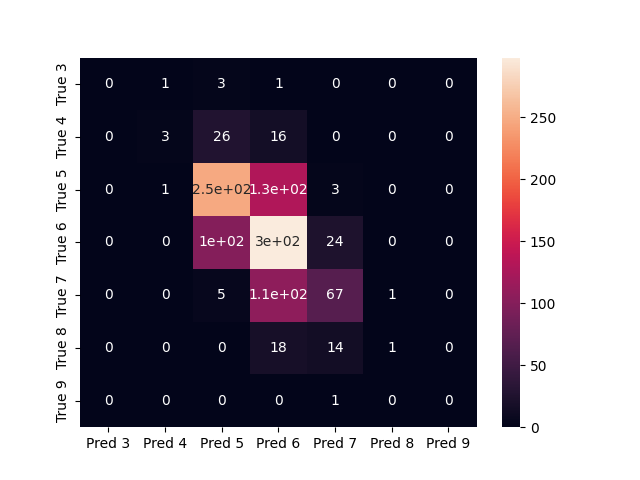 True 3 0 1 3 1 0 0 0
True 4 0 3 26 16 0 0 0
True 5 0 1 2.5e+02 1.3e+02 3 0 0
True 6 0 0 1e+02 3e+02 24 0 0
True 7 0 0 5 1.1e+02 67 1 0
True 8 0 0 0 18 14 1 0
True 9 0 0 0 0 1 0 0
Pred 3 Pred 4 Pred 5 Pred 6 Pred 7 Pred 8 Pred 9
250
200
150
100
50
0